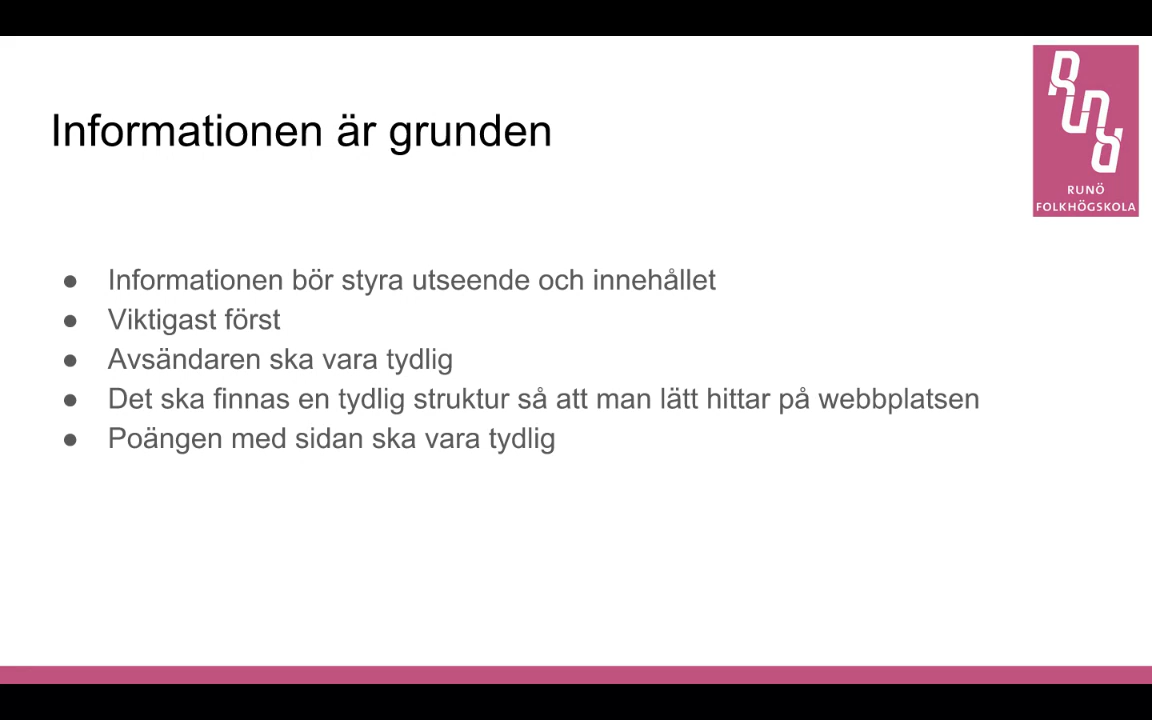 Informationen är grunden
RUNÖ
RUNÖ
FOLKHÖGSKOLA
● Informationen bör styra utseende och innehållet
● Viktigast först
● Avsändaren ska vara tydlig
● Det ska finnas en tydlig struktur så att man lätt hittar på webbplatsen
● Poängen med sidan ska vara tydlig